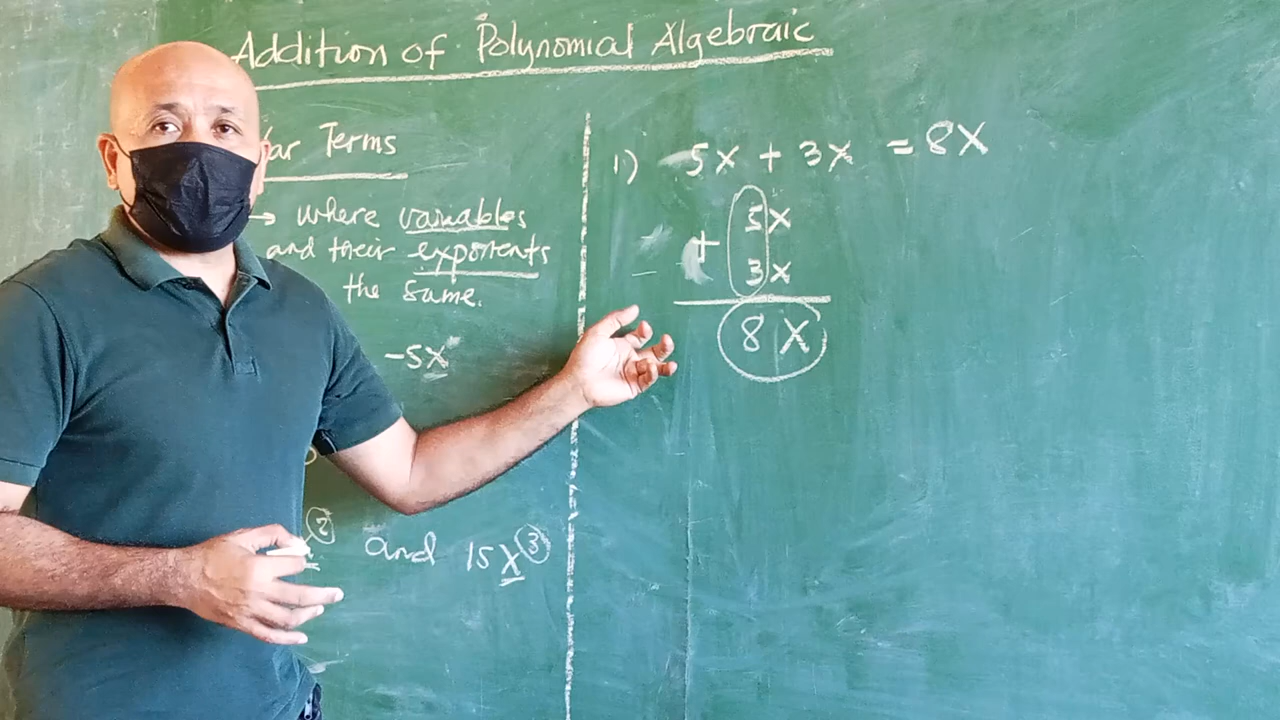 Addition of Polynomial Algebraic
Terms
→ where variables
and their exponents
the same.
-5x
2
and 15x³
1) 5x + 3x = 8x
5x
+
3x
8x